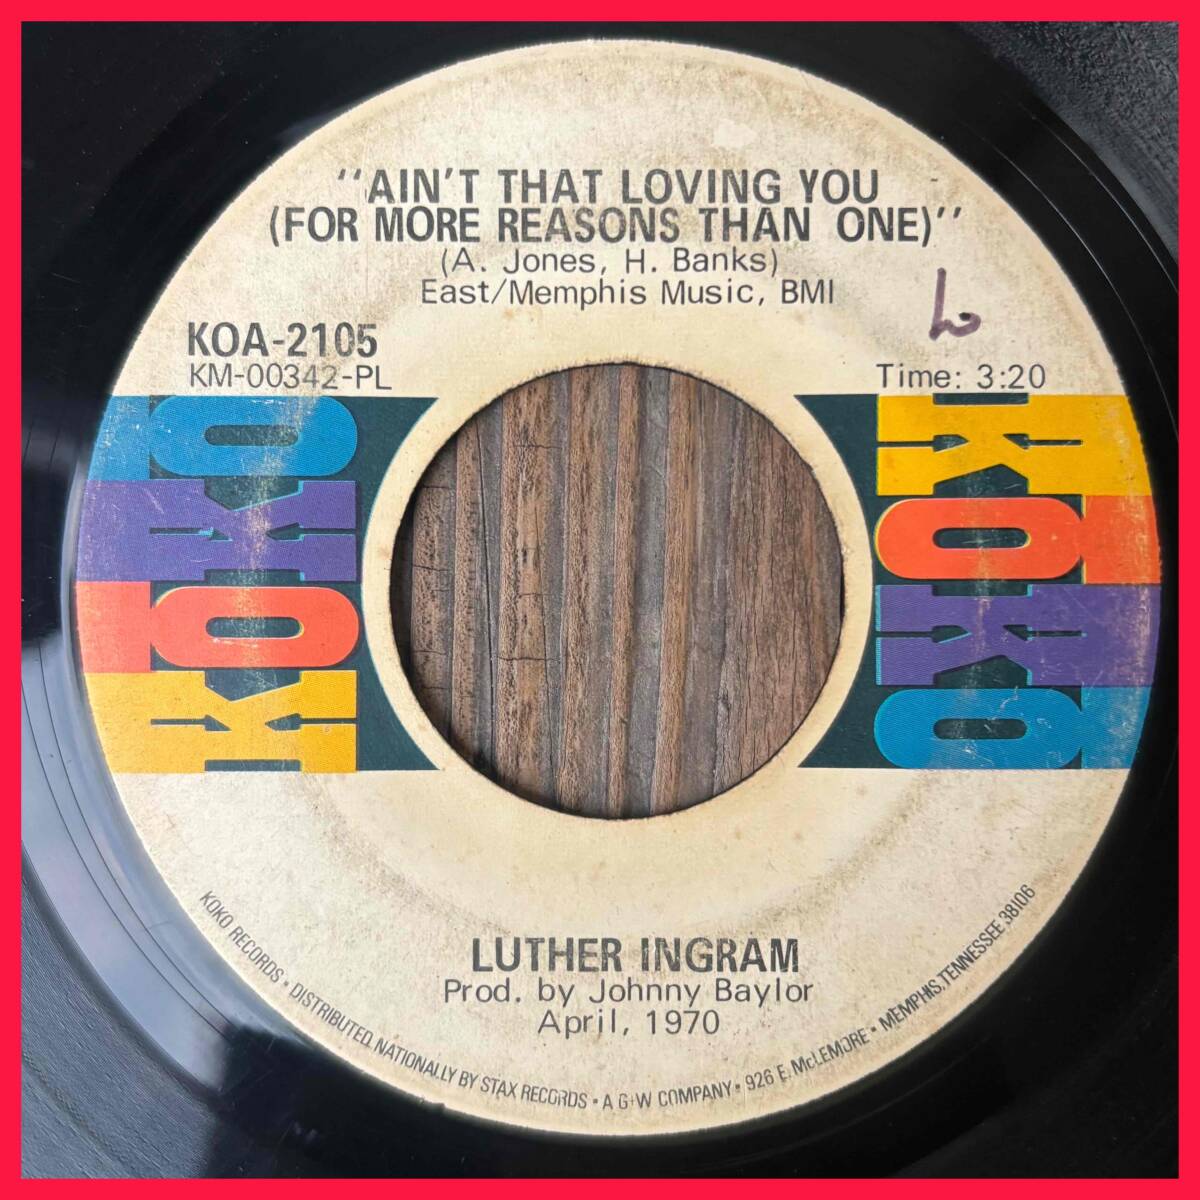 "AIN'T THAT LOVING YOU
(FOR MORE REASONS THAN ONE)"
(A. Jones, H. Banks)
East/Memphis Music, BMI
KOA-2105
KM-00342-PL
Time: 3:20
KOKO
KOKO
LUTHER INGRAM
Prod. by Johnny Baylor
April, 1970
KOKO RECORDS • DISTRIBUTED NATIONALLY BY STAX RECORDS • A G+W COMPANY • 926 E. McLEMORE • MEMPHIS, TENNESSEE 38106